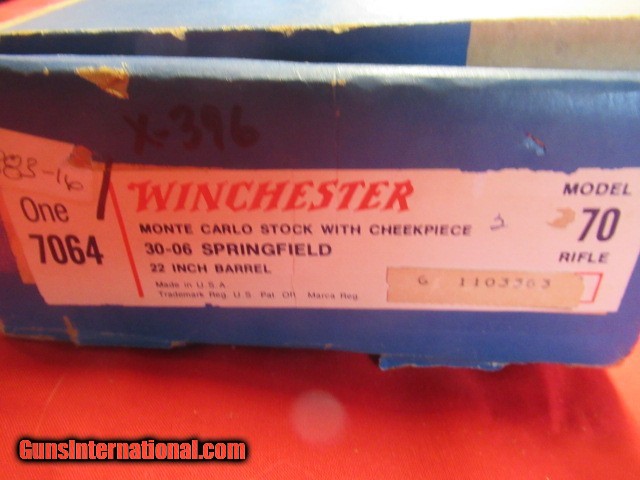 X-396
One
7064
WINCHESTER
MONTE CARLO STOCK WITH CHEEKPIECE
30-06 SPRINGFIELD
22 INCH BARREL
Made in U.S.A.
Trademark Reg. U.S. Pat. Off. Marca Reg.
MODEL
70
RIFLE
G 1103363
GunsInternational.com